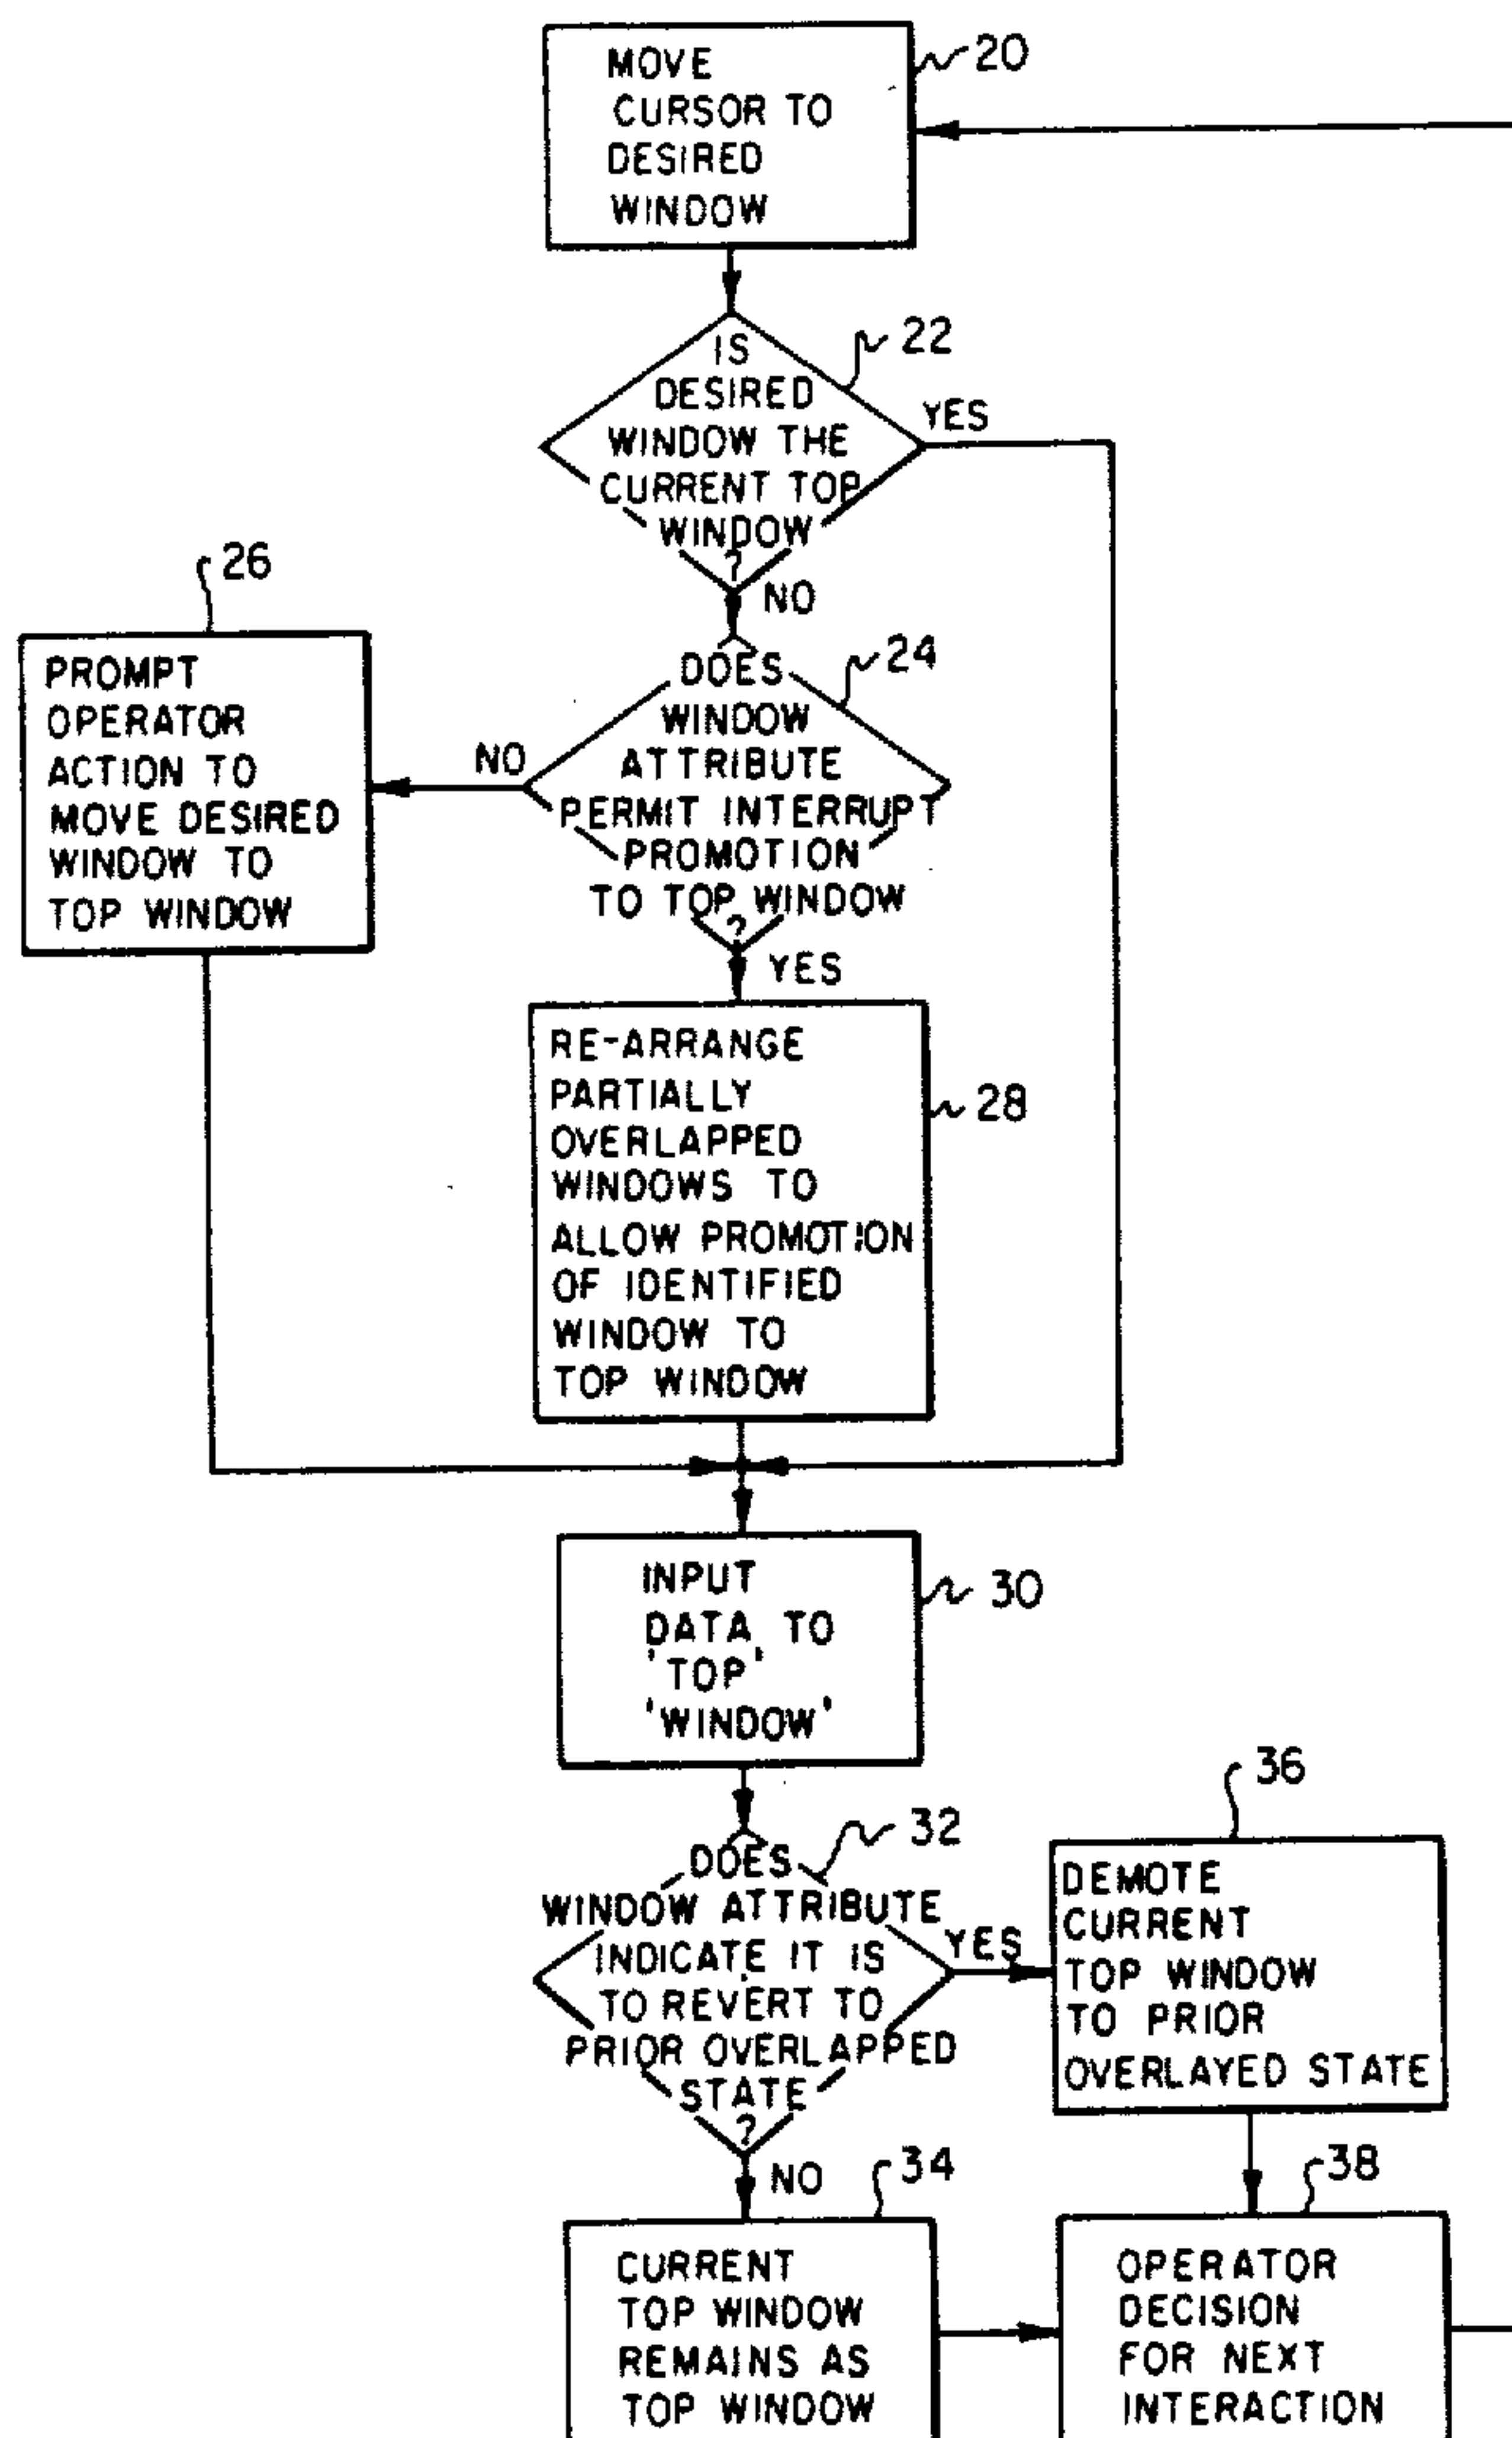 MOVE
CURSOR TO
DESIRED
WINDOW
20
IS
DESIRED
WINDOW THE
CURRENT TOP
WINDOW
?
22
YES
NO
DOES
WINDOW
ATTRIBUTE
PERMIT INTERRUPT
PROMOTION
TO TOP WINDOW
?
24
NO
YES
26
PROMPT
OPERATOR
ACTION TO
MOVE DESIRED
WINDOW TO
TOP WINDOW
RE-ARRANGE
PARTIALLY
OVERLAPPED
WINDOWS TO
ALLOW PROMOTION
OF IDENTIFIED
WINDOW TO
TOP WINDOW
28
INPUT
DATA TO
'TOP'
'WINDOW'
30
DOES
WINDOW ATTRIBUTE
INDICATE IT IS
TO REVERT TO
PRIOR OVERLAPPED
STATE
?
32
YES
NO
36
DEMOTE
CURRENT
TOP WINDOW
TO PRIOR
OVERLAYED STATE
34
CURRENT
TOP WINDOW
REMAINS AS
TOP WINDOW
38
OPERATOR
DECISION
FOR NEXT
INTERACTION